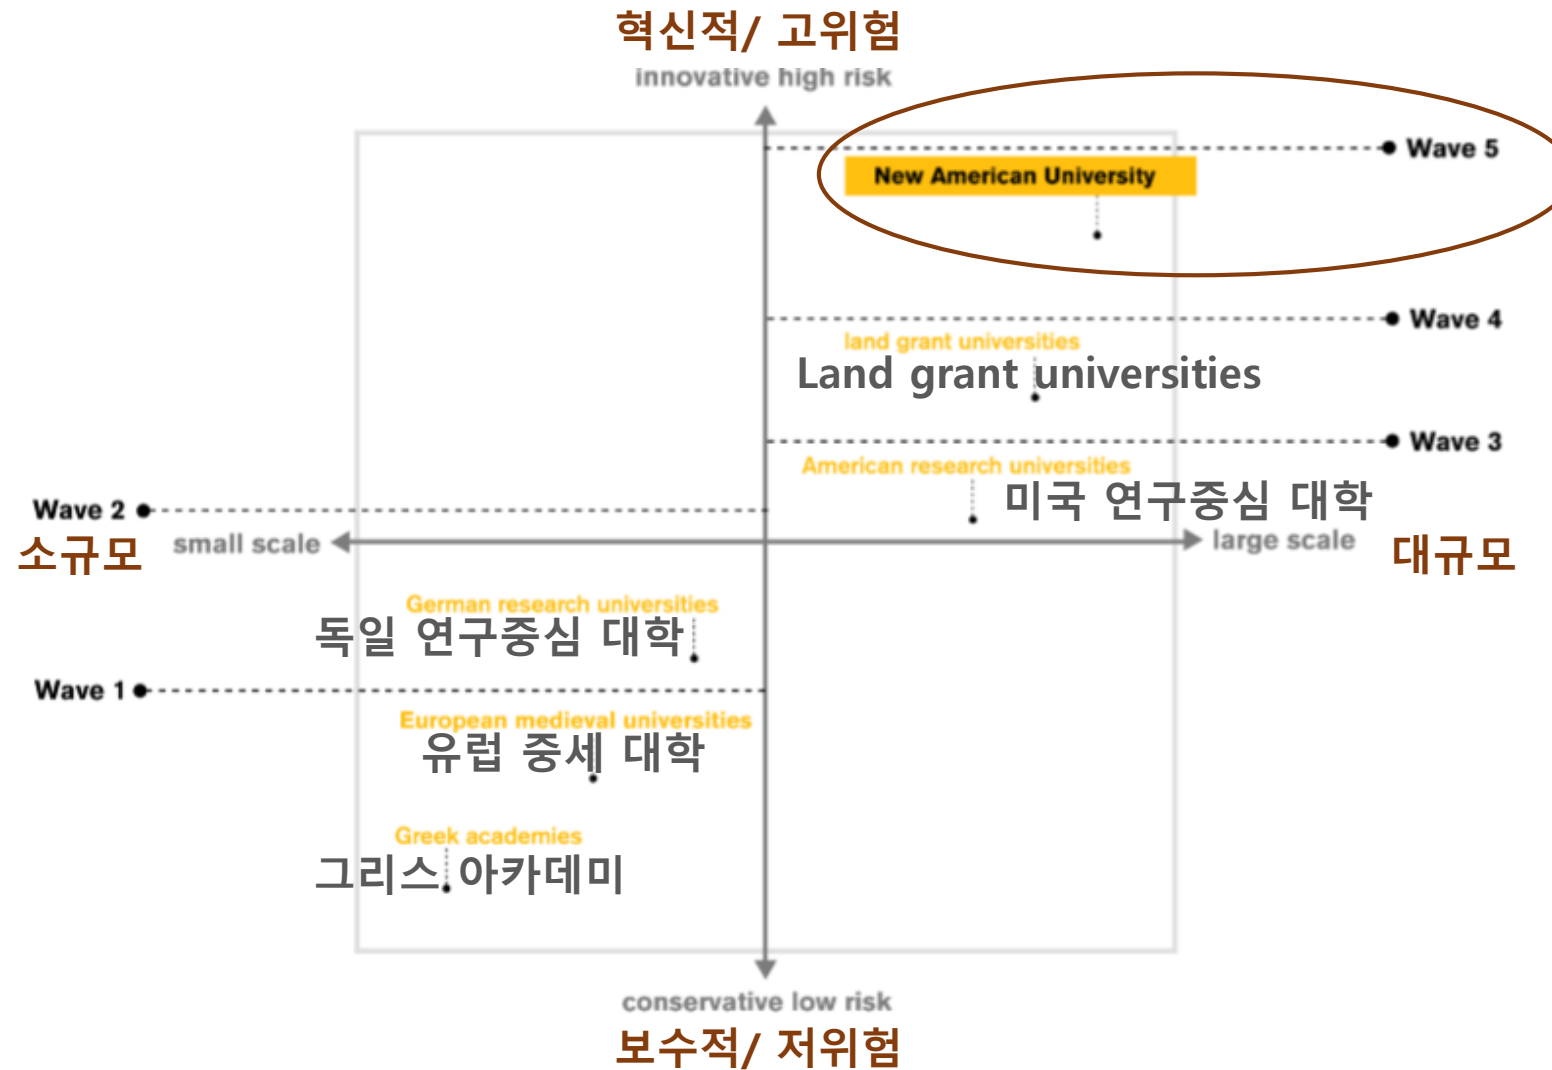 혁신적/ 고위험
innovative high risk
Wave 5
New American University
Wave 4
land grant universities
Land grant universities
Wave 3
American research universities
미국 연구중심 대학
Wave 2
소규모
small scale
large scale
대규모
German research universities
독일 연구중심 대학
Wave 1
European medieval universities
유럽 중세 대학
Greek academies
그리스 아카데미
conservative low risk
보수적/ 저위험